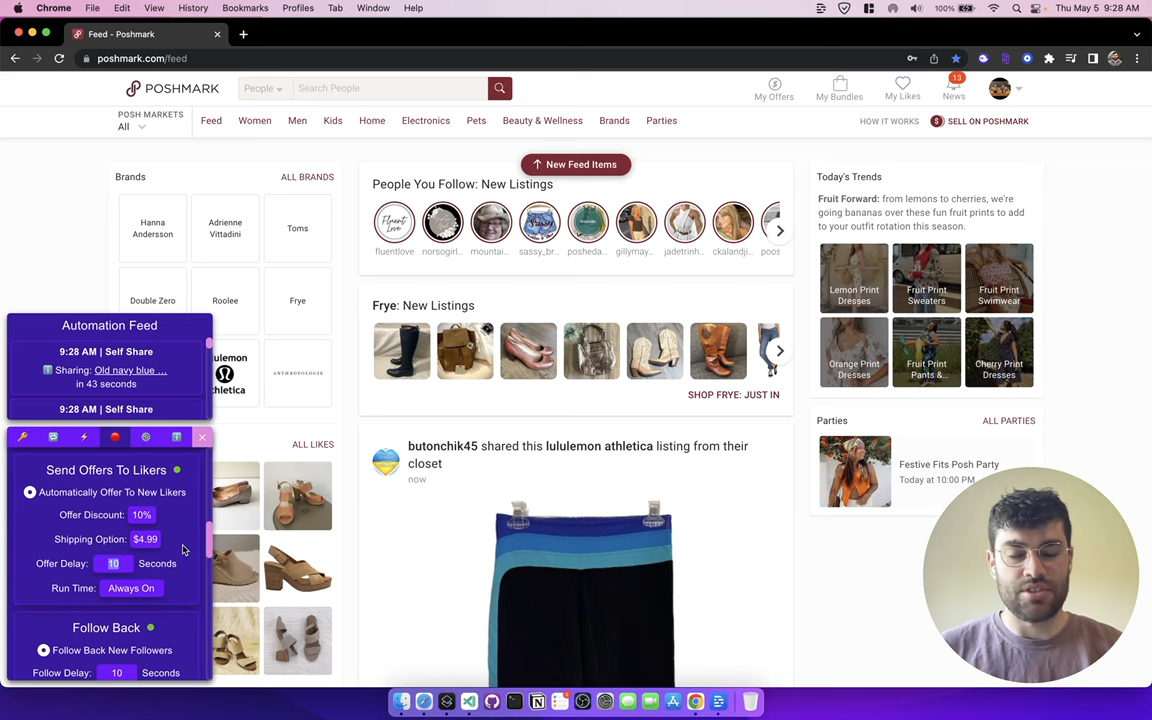 Chrome File Edit View History Bookmarks Profiles Tab Window Help 100% Thu May 5 9:28 AM
Feed - Poshmark
poshmark.com/feed
POSHMARK People Search People My Offers My Bundles My Likes 13 News
POSH MARKETS
All
Feed Women Men Kids Home Electronics Pets Beauty & Wellness Brands Parties HOW IT WORKS $ SELL ON POSHMARK
Brands ALL BRANDS
Hanna Andersson
Adrienne Vittadini
Toms
Double Zero
Roolee
Frye
athletica
ANTHROPOLOGIE
ALL LIKES
New Feed Items
People You Follow: New Listings
Fluent Love
fluentlove norsogirl... mountai... sassy_br... posheda... gillymay... jadetrinh... ckalandji...
Frye: New Listings
SHOP FRYE: JUST IN
butonchik45 shared this lululemon athletica listing from their
closet
now
Today's Trends
Fruit Forward: from lemons to cherries, we're
going bananas over these fun fruit prints to add
to your outfit rotation this season.
Lemon Print Dresses
Fruit Print Sweaters
Fruit Print Swimwear
Orange Print Dresses
Fruit Print Pants &...
Cherry Print Dresses
Parties ALL PARTIES
Festive Fits Posh Party
Today at 10:00 PM
Automation Feed
9:28 AM | Self Share
Sharing: Old navy blue ...
in 43 seconds
9:28 AM | Self Share
Send Offers To Likers
Automatically Offer To New Likers
Offer Discount: 10%
Shipping Option: $4.99
Offer Delay: 10 Seconds
Run Time: Always On
Follow Back
Follow Back New Followers
Follow Delay: 10 Seconds